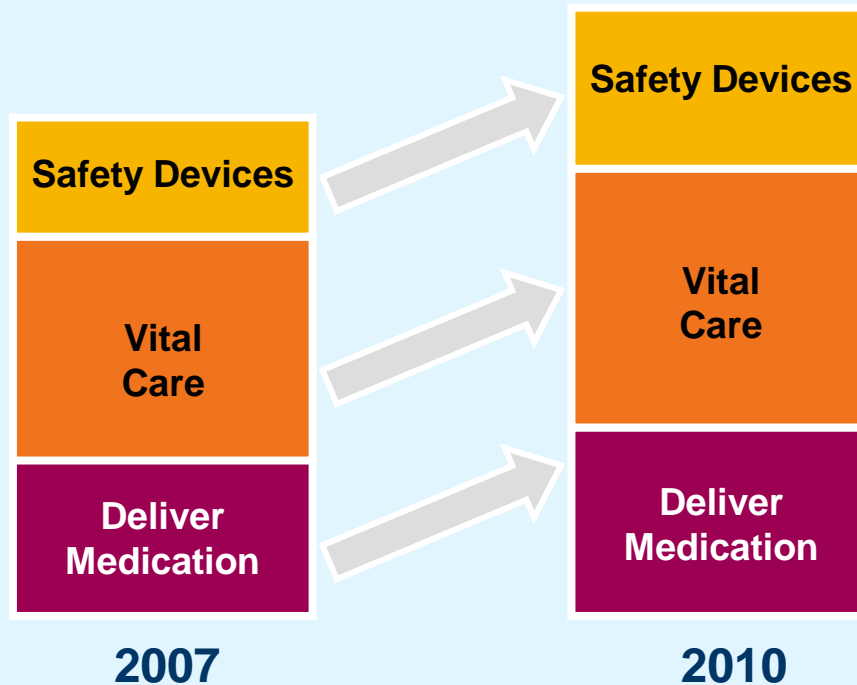 Safety Devices
Vital
Care
Deliver
Medication
2007
Safety Devices
Vital
Care
Deliver
Medication
2010